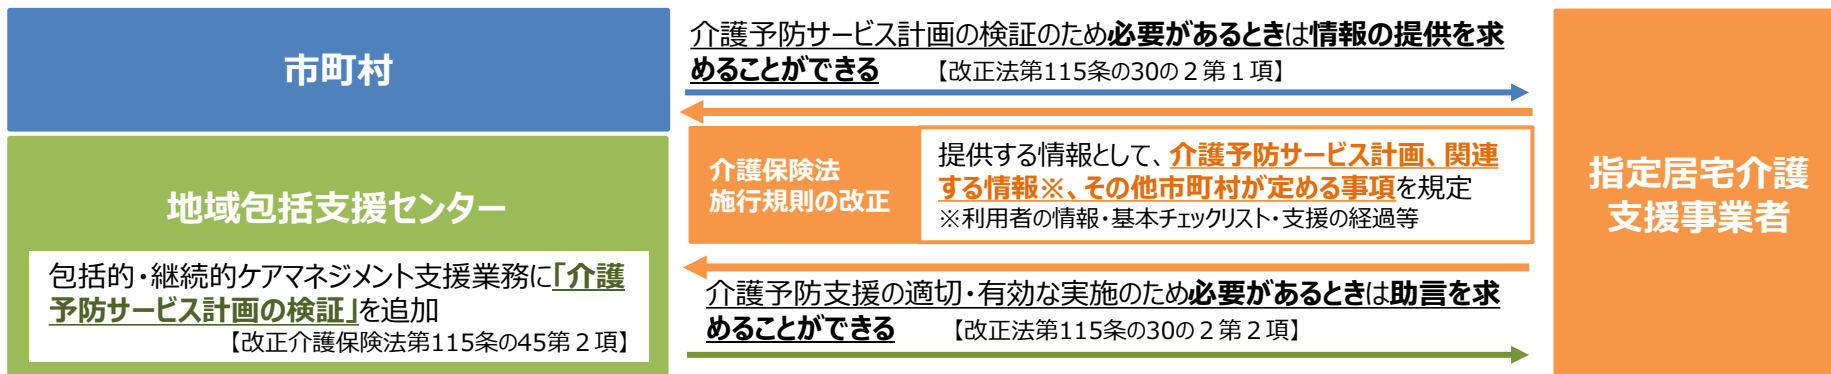 市町村
地域包括支援センター
包括的・継続的ケアマネジメント支援業務に「介護
予防サービス計画の検証」を追加
【改正介護保険法第115条の45第２項】
介護予防サービス計画の検証のため必要があるときは情報の提供を求
めることができる　【改正法第115条の30の２第１項】
介護保険法
施行規則の改正
提供する情報として、介護予防サービス計画、関連
する情報※、その他市町村が定める事項を規定
※利用者の情報・基本チェックリスト・支援の経過等
介護予防支援の適切・有効な実施のため必要があるときは助言を求
めることができる　【改正法第115条の30の２第２項】
指定居宅介護
支援事業者